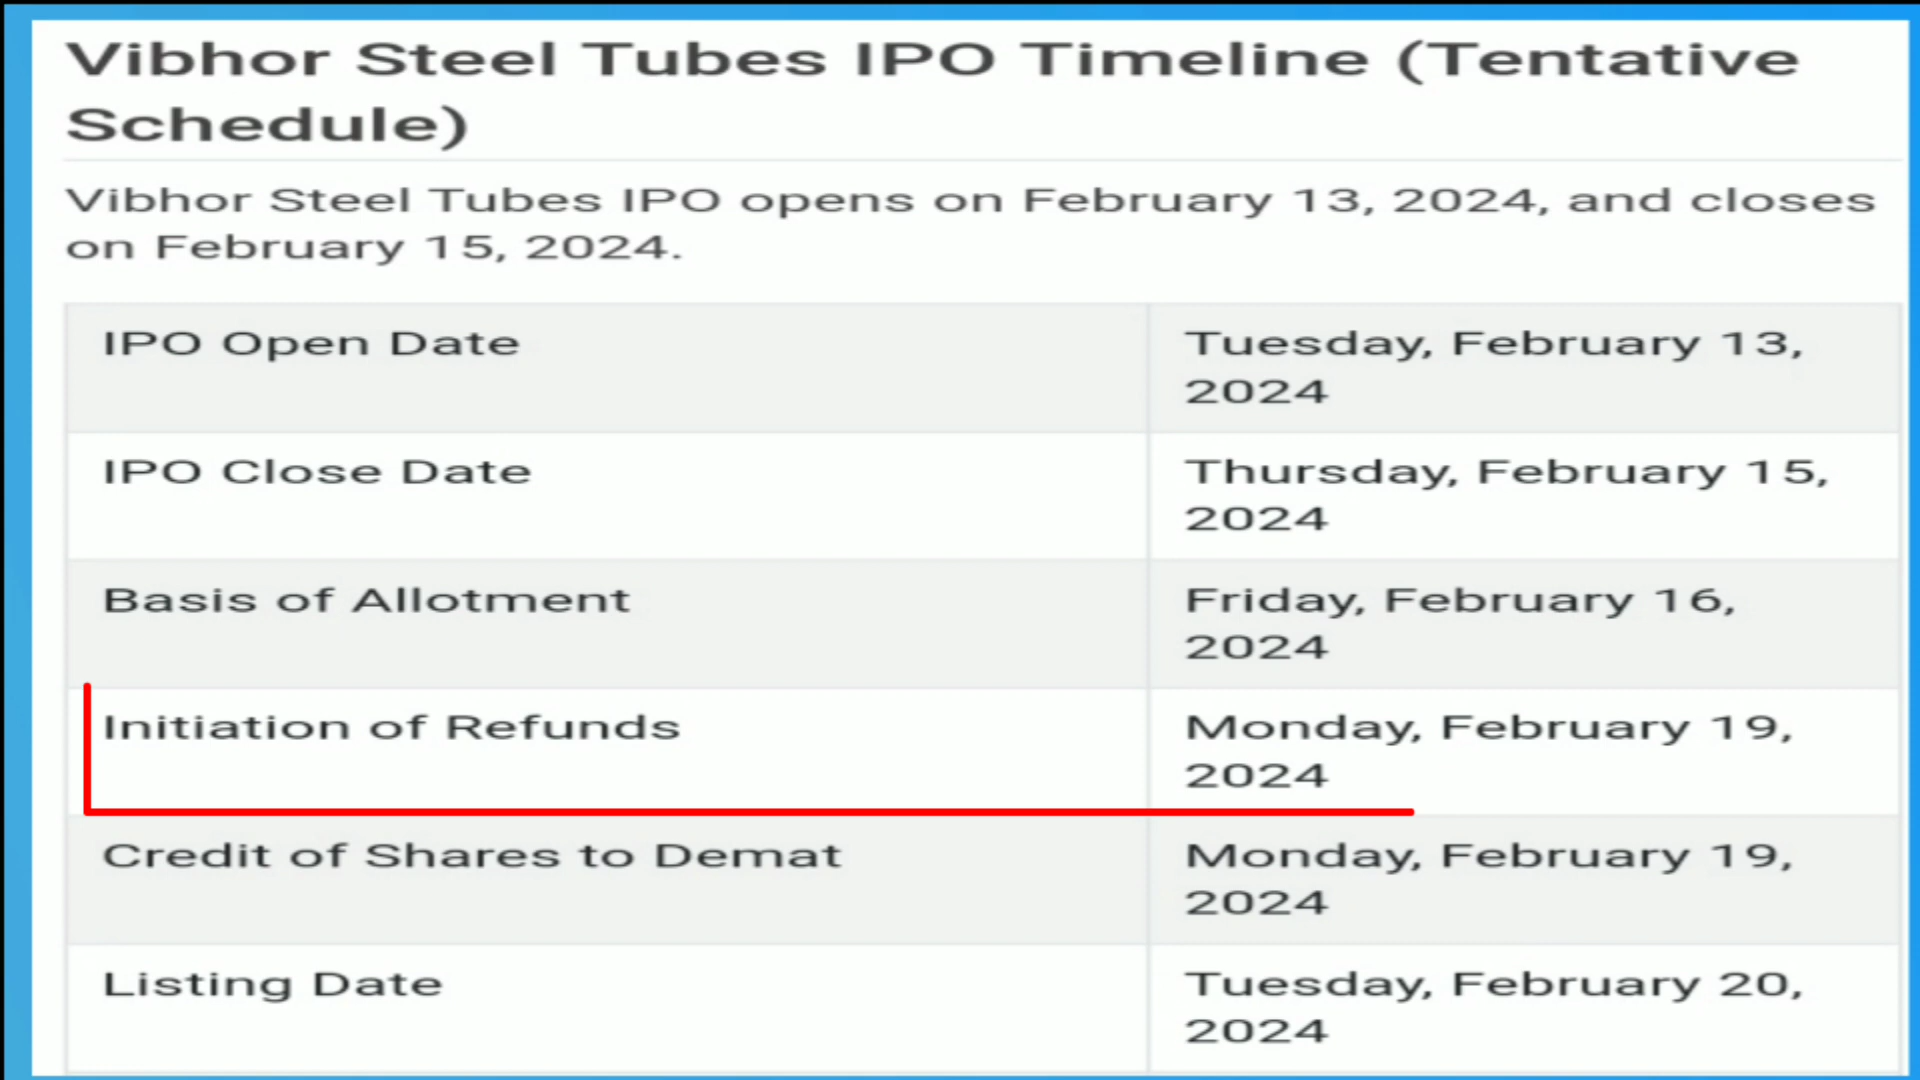 Vibhor Steel Tubes IPO Timeline (Tentative
Schedule)
Vibhor Steel Tubes IPO opens on February 13, 2024, and closes
on February 15, 2024.
IPO Open Date
Tuesday, February 13,
2024
IPO Close Date
Thursday, February 15,
2024
Basis of Allotment
Friday, February 16,
2024
Initiation of Refunds
Monday, February 19,
2024
Credit of Shares to Demat
Monday, February 19,
2024
Listing Date
Tuesday, February 20,
2024